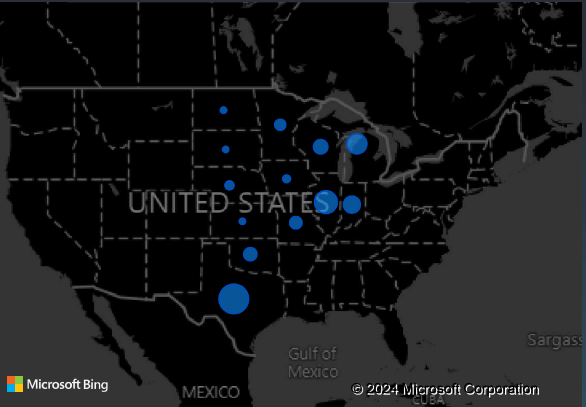 UNITED STATES
Gulf of
Mexico
Sargass
Microsoft Bing
© 2024 Microsoft Corporation
MEXICO
CUBA